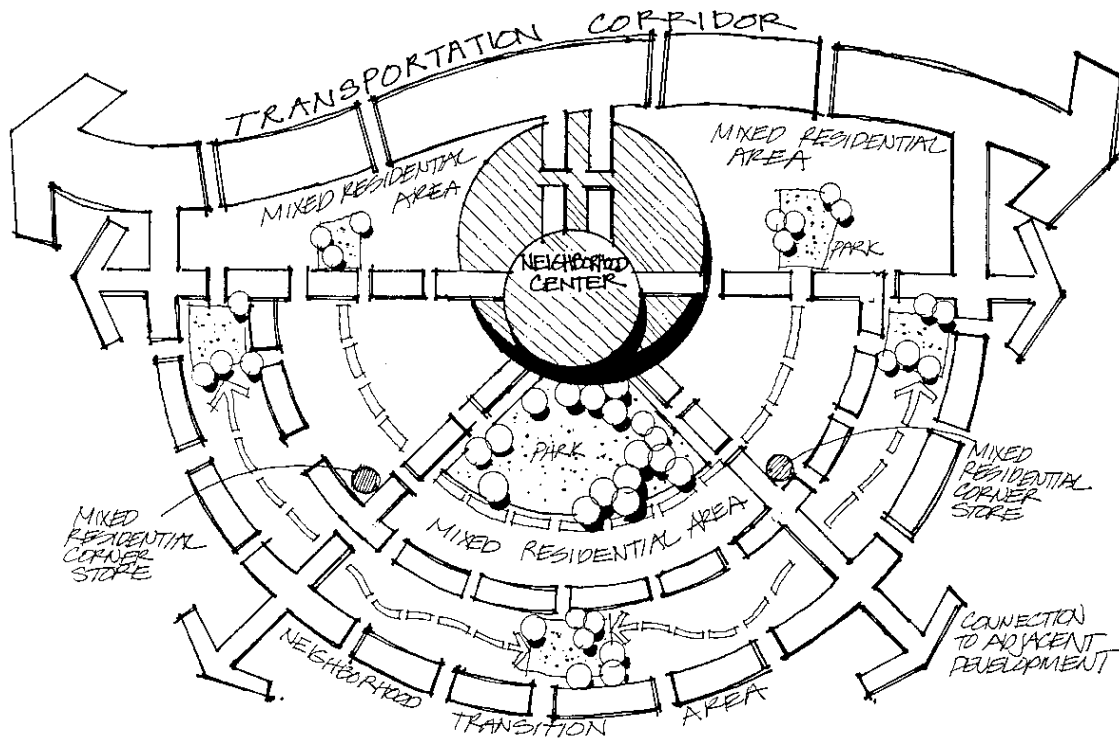 TRANSPORTATION CORRIDOR
MIXED RESIDENTIAL
AREA
MIXED RESIDENTIAL
AREA
PARK
NEIGHBORHOOD
CENTER
PARK
MIXED
RESIDENTIAL
CORNER
STORE
MIXED
RESIDENTIAL
CORNER
STORE
MIXED RESIDENTIAL AREA
CONNECTION
TO ADJACENT
DEVELOPMENT
NEIGHBORHOOD TRANSITION AREA